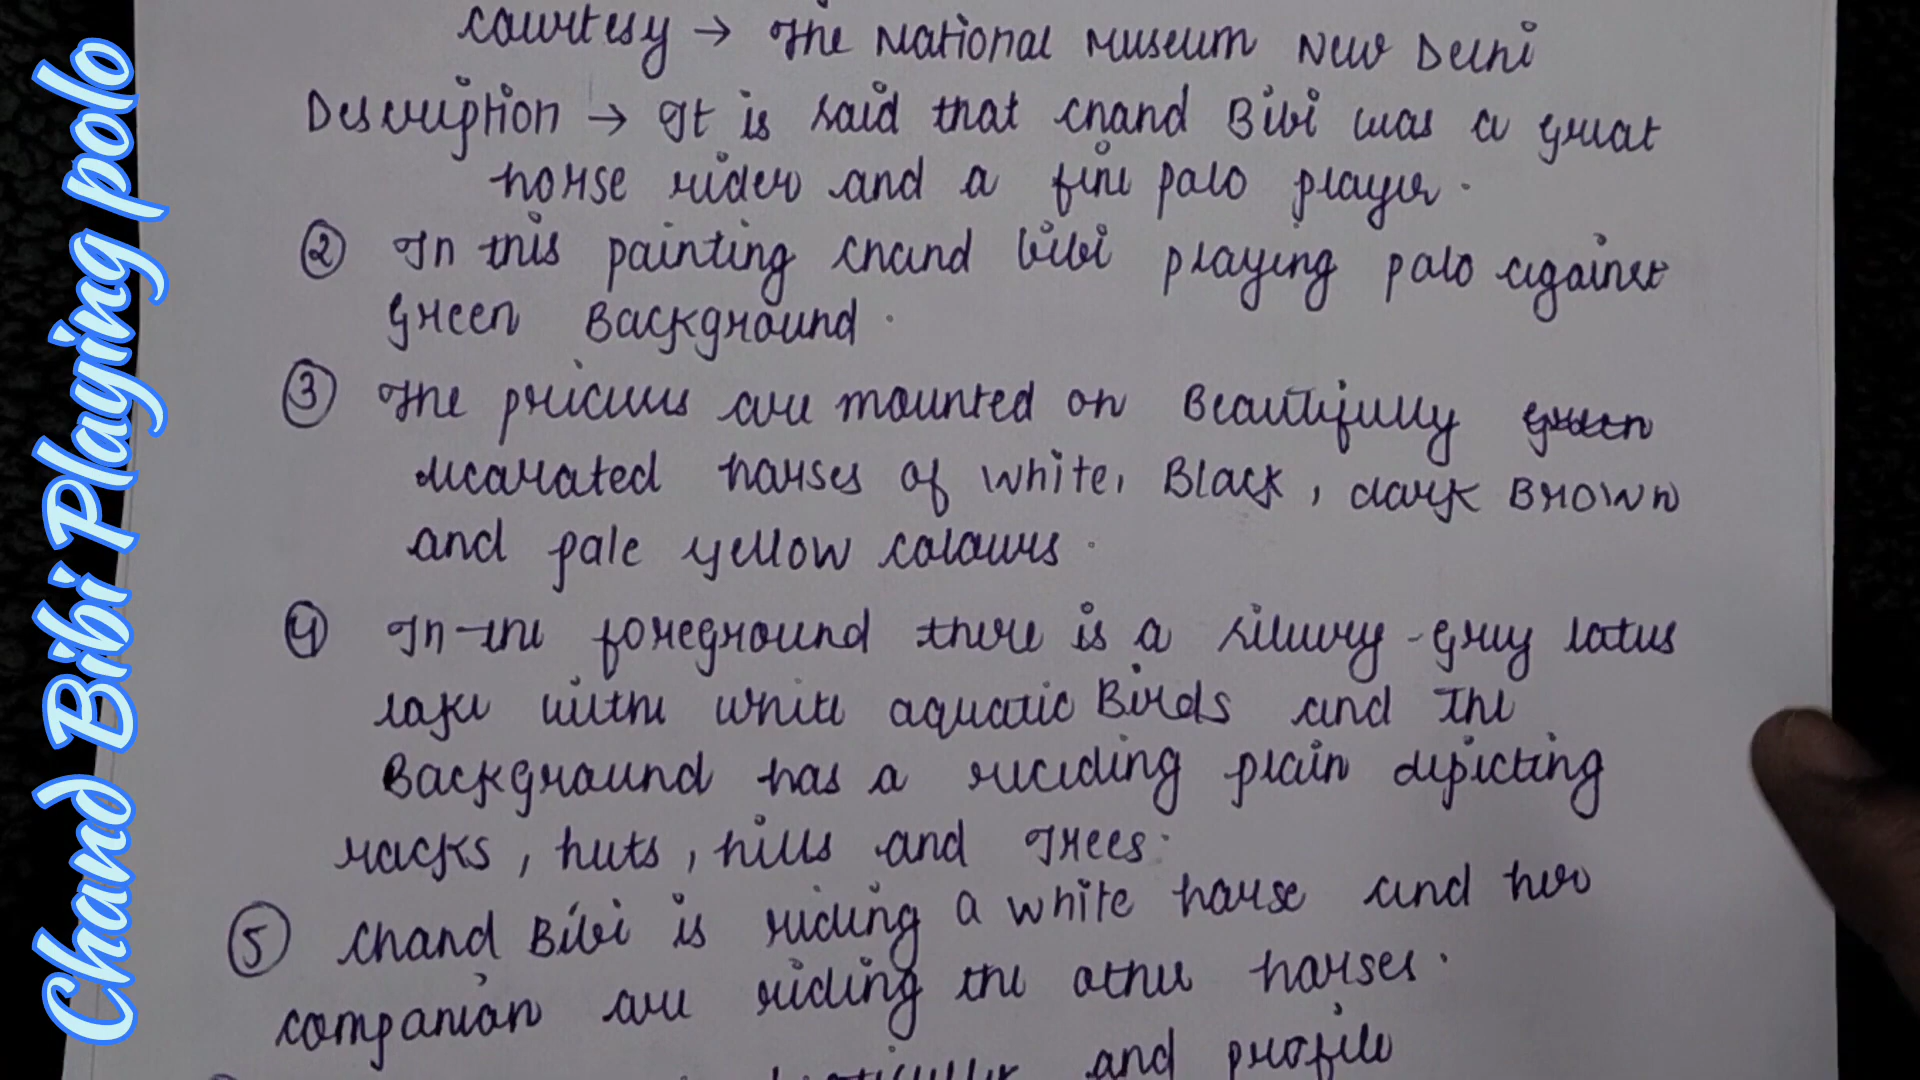 Chand Bibi Playing polo
Courtesy → The National Museum New Delhi
Description → It is said that chand Bibi was a great
horse rider and a fine polo player.
② In this painting chand bibi playing polo against
green Background.
③ The are mounted on Beautifully green
decorated horses of white, Black, dark Brown
and pale yellow colours.
④ In the foreground there is a silvery-grey lotus
lake with white aquatic Birds and the
Background has a receding plain depicting
rocks, huts, hills and Trees.
⑤ chand Bibi is riding a white horse and her
companion are riding the other horses.
and profile